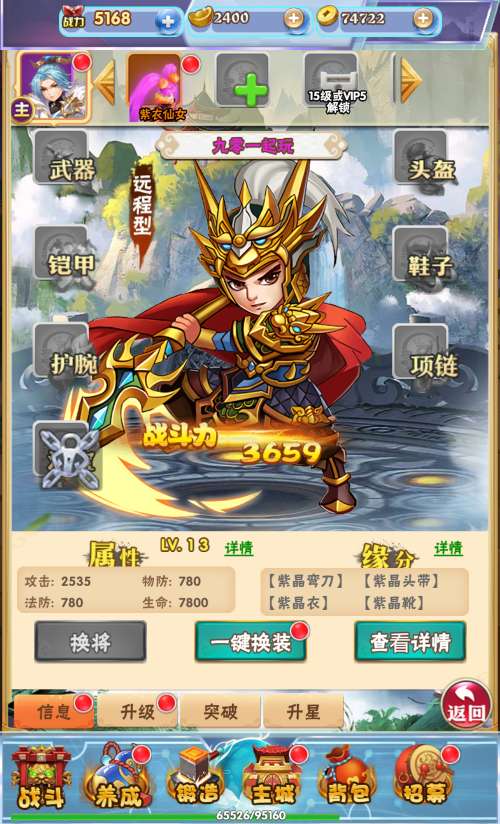 战力 5168 2400 74722
主
紫衣仙女
15级或VIP5
解锁
九零一起玩
武器
远程型
头盔
铠甲
鞋子
护腕
项链
战斗力 3659
属性 LV.13 详情
缘分 详情
攻击: 2535 物防: 780
法防: 780 生命: 7800
【紫晶弯刀】 【紫晶头带】
【紫晶衣】 【紫晶靴】
换将 一键换装 查看详情
信息 升级 突破 升星
返回
战斗 养成 锻造 主城 背包 招募
65526/95160